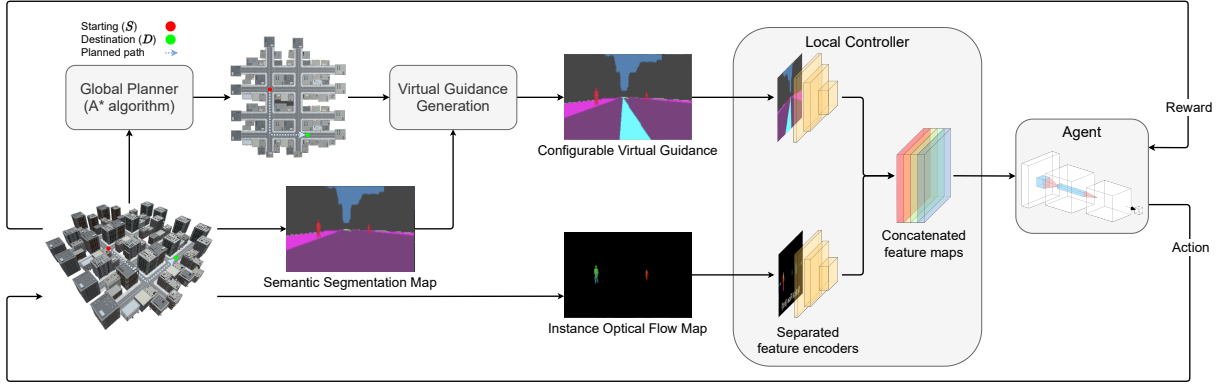 Starting (S)
Destination (D)
Planned path
Global Planner
(A* algorithm)
Virtual Guidance
Generation
Configurable Virtual Guidance
Local Controller
Reward
Agent
Semantic Segmentation Map
Instance Optical Flow Map
Concatenated
feature maps
Separated
feature encoders
Action